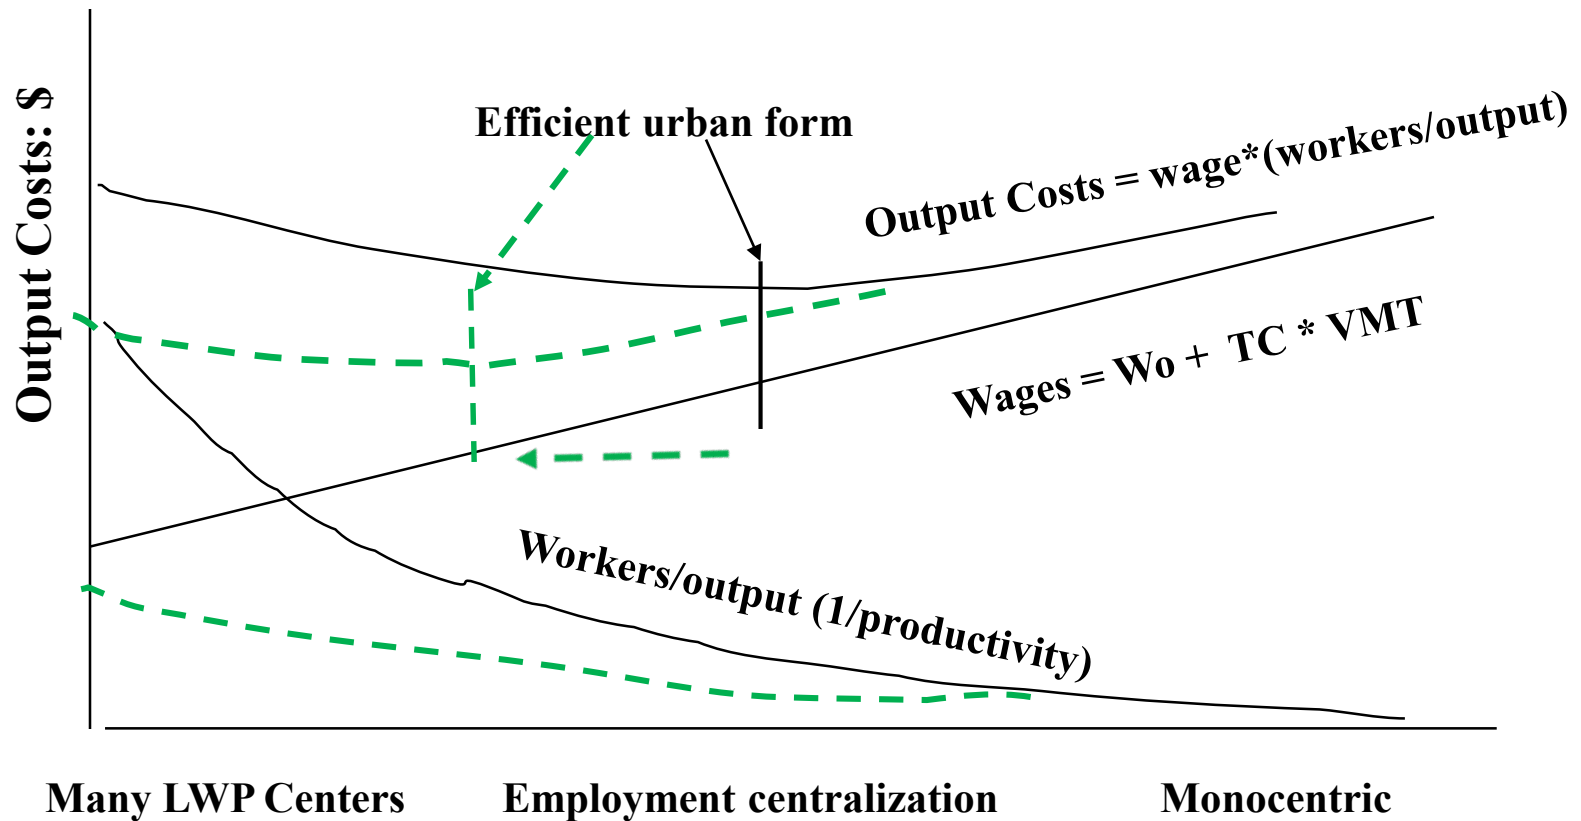 Output Costs: $
Efficient urban form
Output Costs = wage*(workers/output)
Wages = Wo + TC * VMT
Workers/output (1/productivity)
Many LWP Centers
Employment centralization
Monocentric